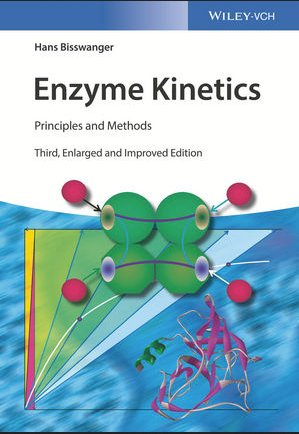 WILEY-VCH
Hans Bisswanger
Enzyme Kinetics
Principles and Methods
Third, Enlarged and Improved Edition